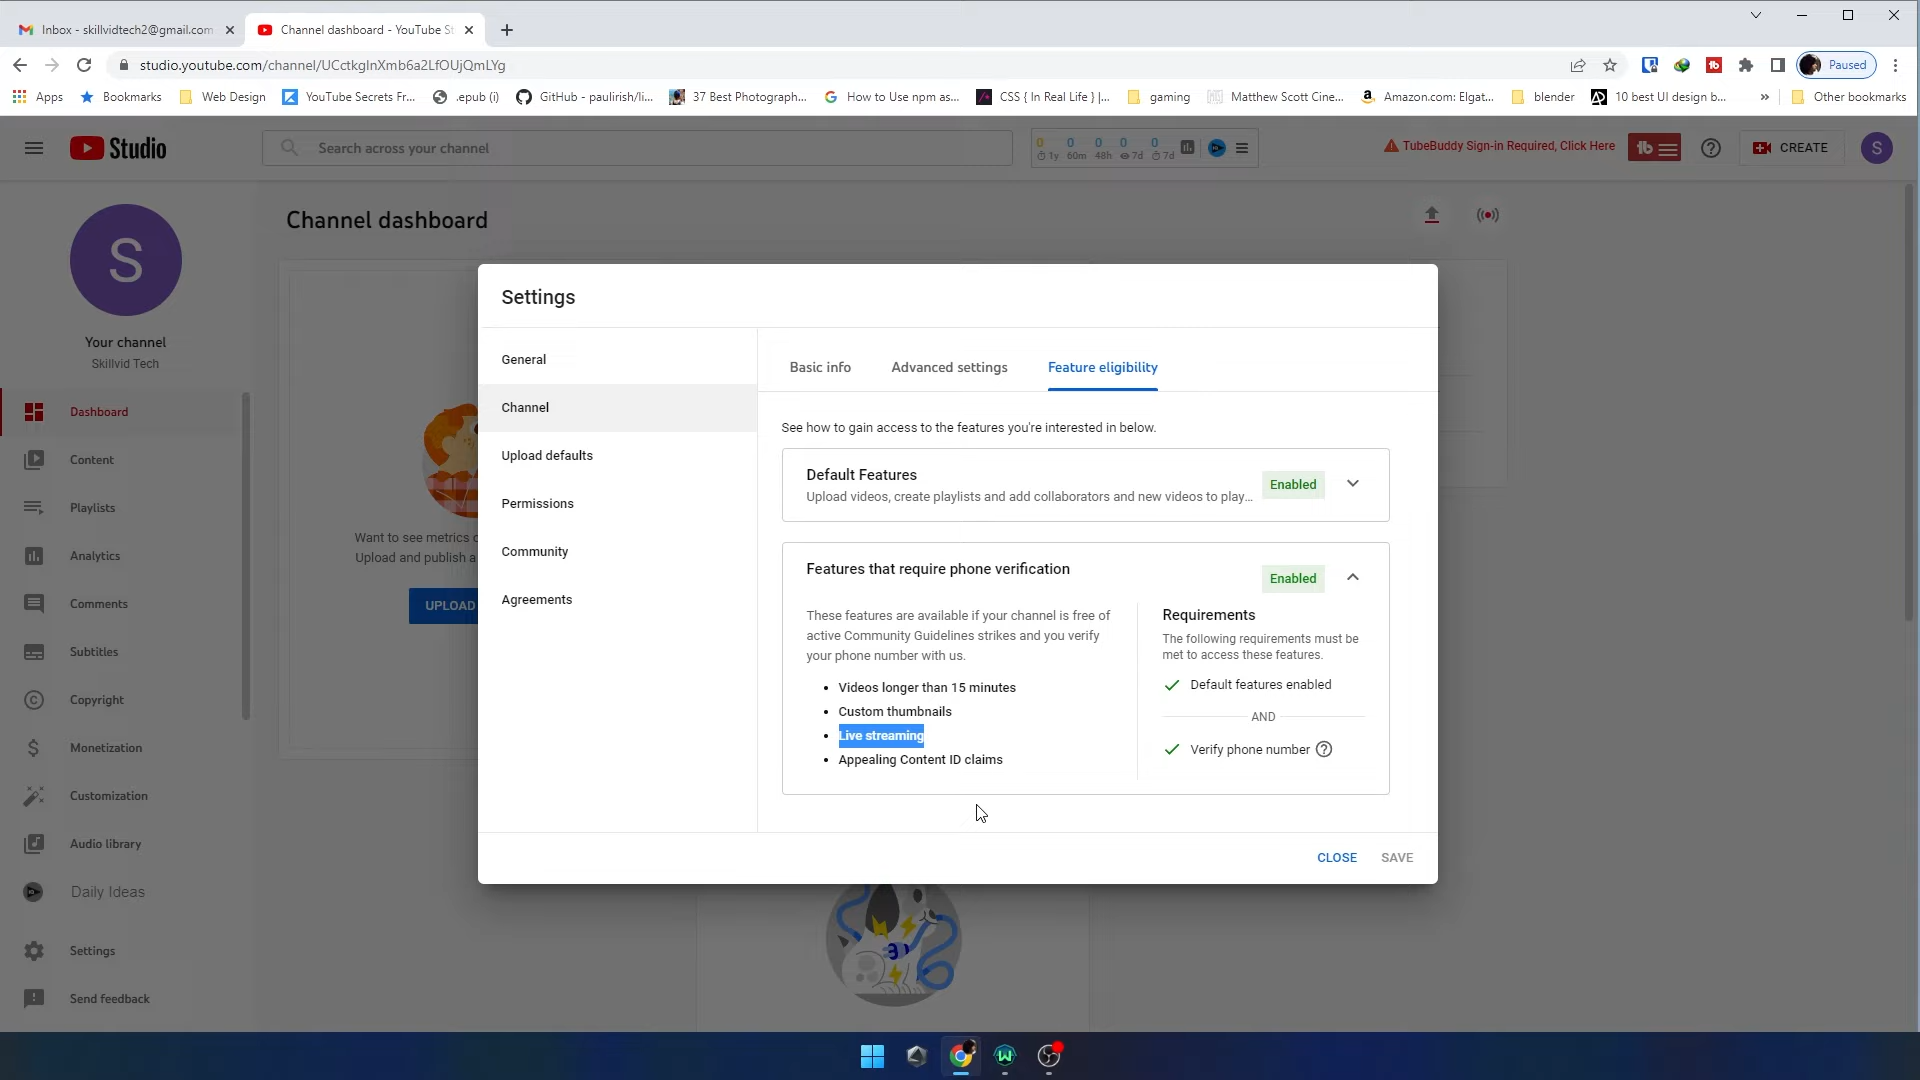 Inbox - skillvidtech2@gmail.com
Channel dashboard - YouTube St
studio.youtube.com/channel/UCctkgInXmb6a2LfOUjQmLYg
Paused
Apps
Bookmarks
Web Design
YouTube Secrets Fr...
.epub (i)
GitHub - paulirish/li...
37 Best Photograph...
How to Use npm as...
CSS { In Real Life } |...
gaming
Matthew Scott Cine...
Amazon.com: Elgat...
blender
10 best UI design b...
»
Other bookmarks
Studio
Search across your channel
0 0 0 0 0
1y 60m 48h 7d 7d
TubeBuddy Sign-in Required, Click Here
tb
CREATE
S
S
Your channel
Skillvid Tech
Dashboard
Content
Playlists
Analytics
Comments
Subtitles
Copyright
Monetization
Customization
Audio library
Daily Ideas
Settings
Send feedback
Channel dashboard
Want to see metrics
Upload and publish a
UPLOAD
Settings
General
Channel
Upload defaults
Permissions
Community
Agreements
Basic info
Advanced settings
Feature eligibility
See how to gain access to the features you're interested in below.
Default Features
Upload videos, create playlists and add collaborators and new videos to play...
Enabled
Features that require phone verification
Enabled
These features are available if your channel is free of
active Community Guidelines strikes and you verify
your phone number with us.
• Videos longer than 15 minutes
• Custom thumbnails
• Live streaming
• Appealing Content ID claims
Requirements
The following requirements must be
met to access these features.
Default features enabled
AND
Verify phone number
CLOSE
SAVE